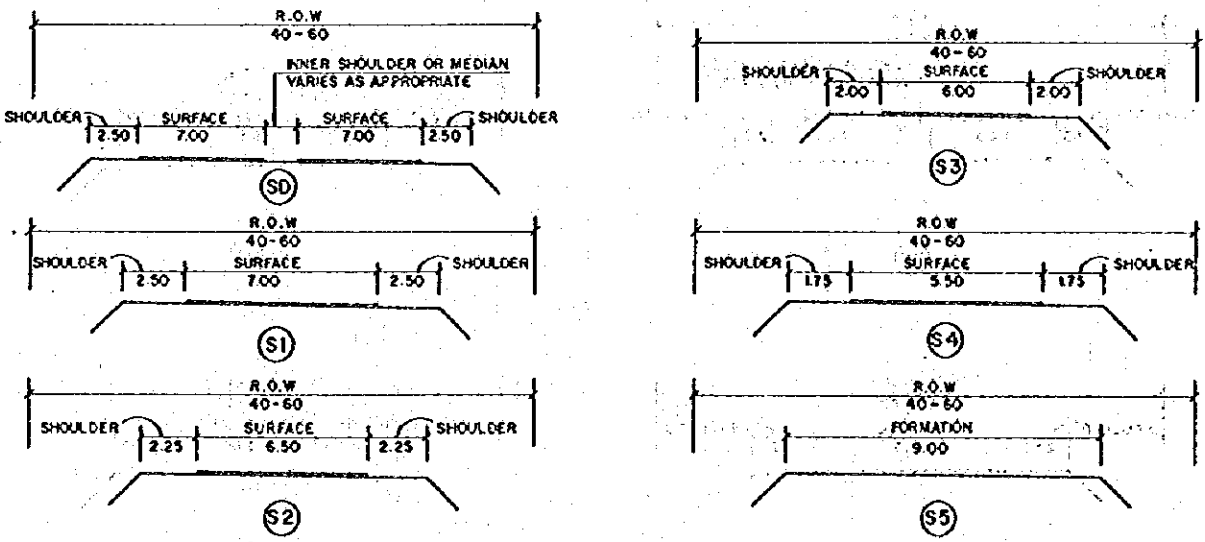 R.O.W
40-60
INNER SHOULDER OR MEDIAN
VARIES AS APPROPRIATE
SHOULDER SURFACE SURFACE SHOULDER
2.50 7.00 7.00 2.50
SD
R.O.W
40-60
SHOULDER SURFACE SHOULDER
2.50 7.00 2.50
S1
R.O.W
40-60
SHOULDER SURFACE SHOULDER
2.25 6.50 2.25
S2
R.O.W
40-60
SHOULDER SURFACE SHOULDER
2.00 6.00 2.00
S3
R.O.W
40-60
SHOULDER SURFACE SHOULDER
1.75 5.50 1.75
S4
R.O.W
40-60
FORMATION
9.00
S5